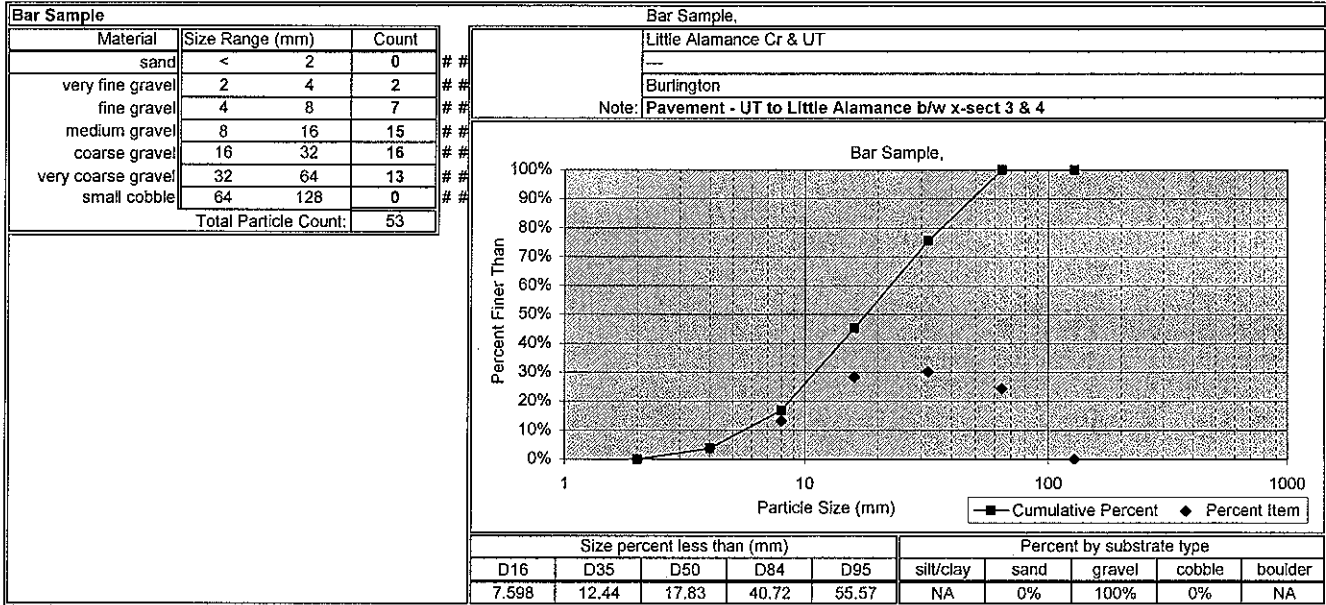 Bar Sample Bar Sample,
Material Size Range (mm) Count
sand < 2 0 # #
very fine gravel 2 4 2 # #
fine gravel 4 8 7 # #
medium gravel 8 16 15 # #
coarse gravel 16 32 16 # #
very coarse gravel 32 64 13 # #
small cobble 64 128 0 # #
Total Particle Count: 53
Little Alamance Cr & UT
---
Burlington
Note: Pavement - UT to Little Alamance b/w x-sect 3 & 4
Bar Sample,
100%
90%
80%
70%
60%
50%
40%
30%
20%
10%
0%
Percent Finer Than
1 10 100 1000
Particle Size (mm)
Cumulative Percent Percent Item
Size percent less than (mm) Percent by substrate type
D16 D35 D50 D84 D95 silt/clay sand gravel cobble boulder
7.598 12.44 17.83 40.72 55.57 NA 0% 100% 0% NA